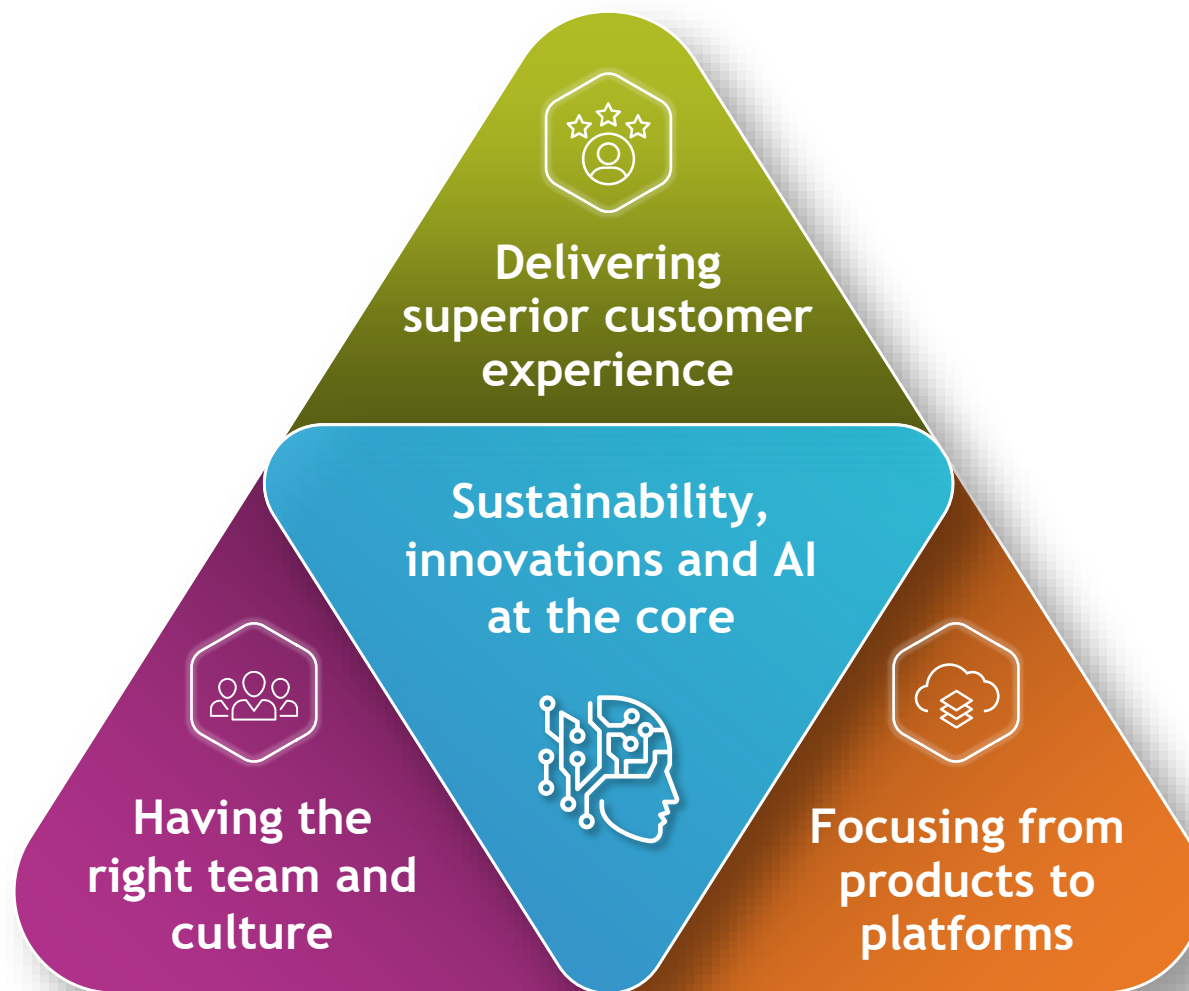 Delivering
superior customer
experience
Sustainability,
innovations and AI
at the core
Having the
right team and
culture
Focusing from
products to
platforms